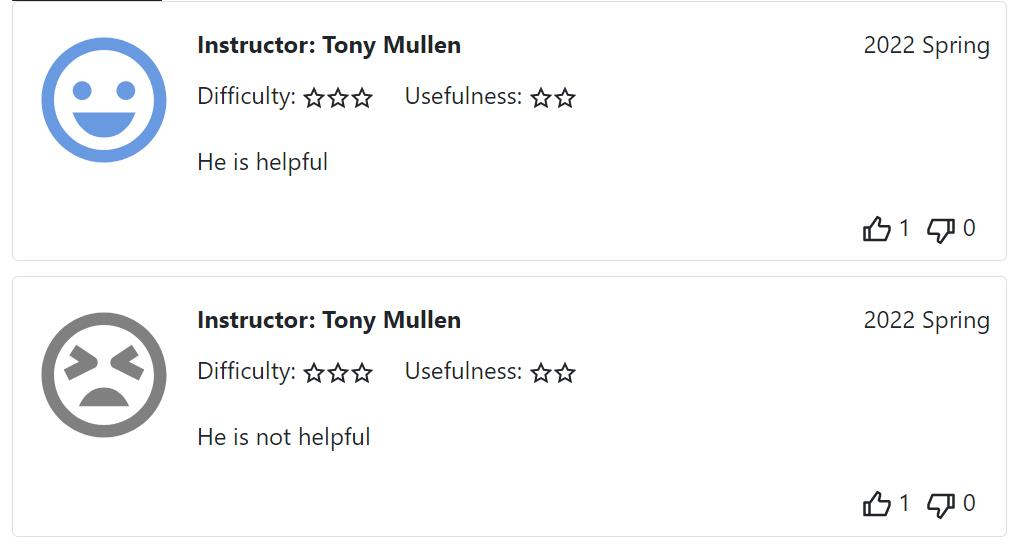 Instructor: Tony Mullen 2022 Spring
Difficulty: ☆☆☆ Usefulness: ☆☆
He is helpful
1 0
Instructor: Tony Mullen 2022 Spring
Difficulty: ☆☆☆ Usefulness: ☆☆
He is not helpful
1 0